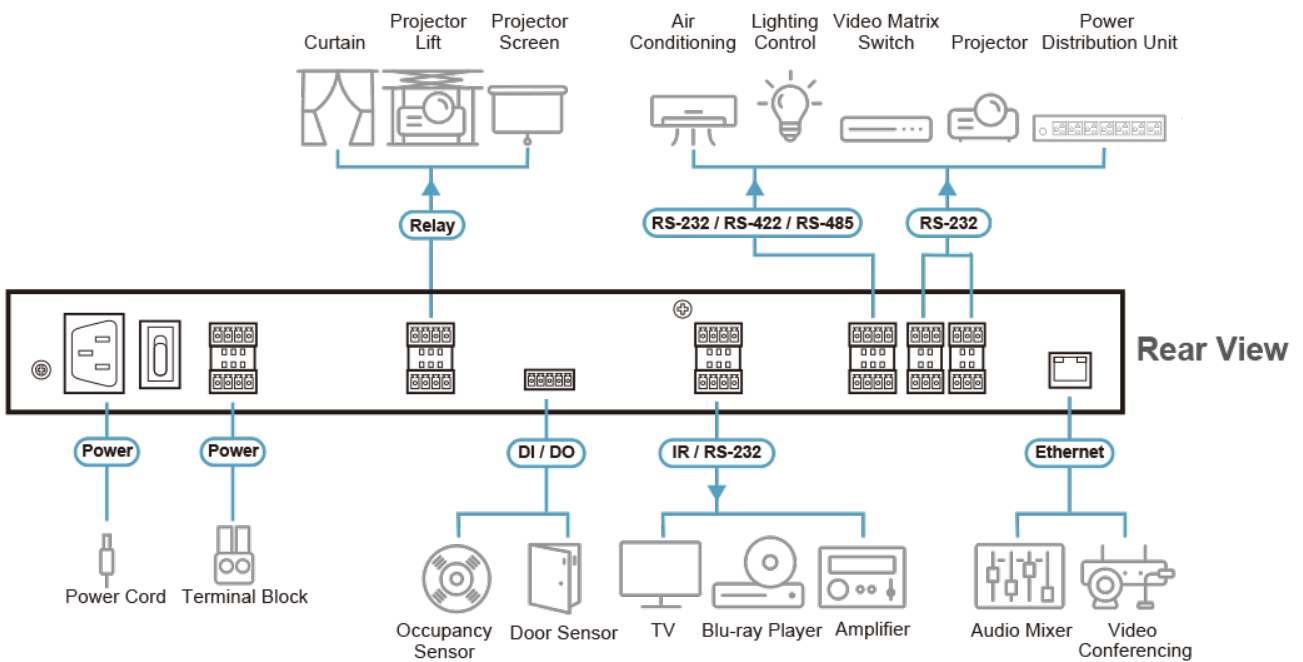 Curtain
Projector
Lift
Projector
Screen
Air
Conditioning
Lighting
Control
Video Matrix
Switch
Projector
Power
Distribution Unit
Relay
RS-232 / RS-422 / RS-485
RS-232
Rear View
Power
Power
DI / DO
IR / RS-232
Ethernet
Power Cord
Terminal Block
Occupancy
Sensor
Door Sensor
TV
Blu-ray Player
Amplifier
Audio Mixer
Video
Conferencing